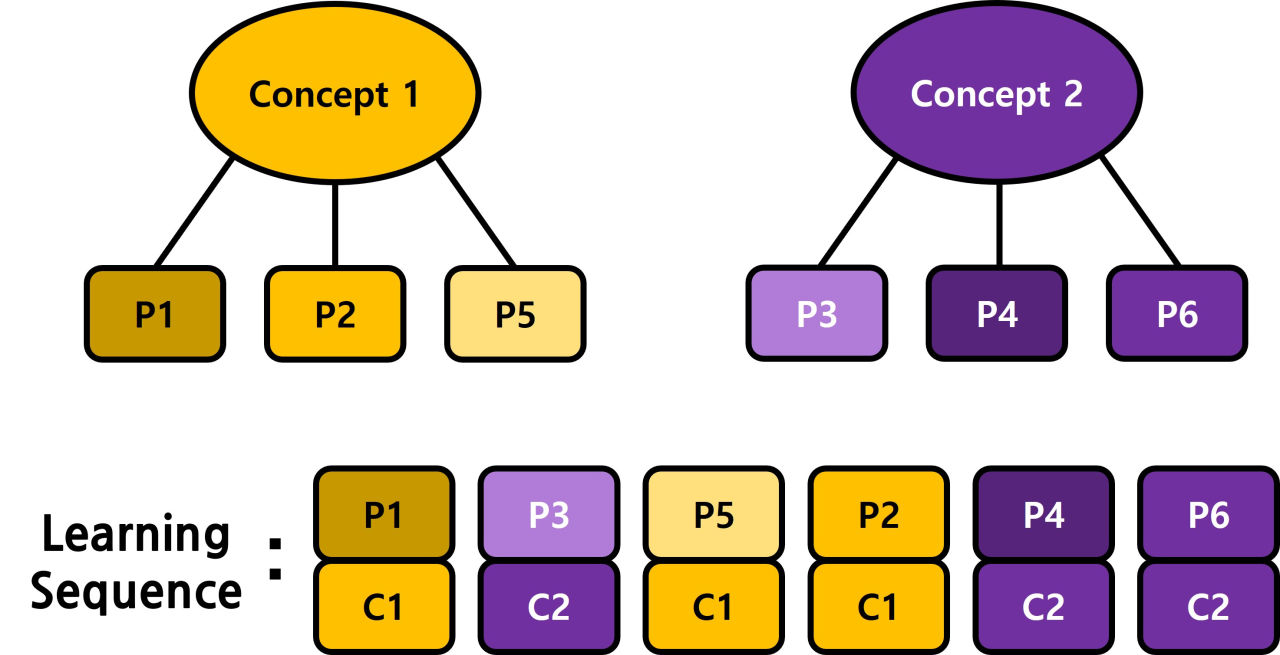 Concept 1
Concept 2
P1
P2
P5
P3
P4
P6
Learning
Sequence :
P1
P3
P5
P2
P4
P6
C1
C2
C1
C1
C2
C2